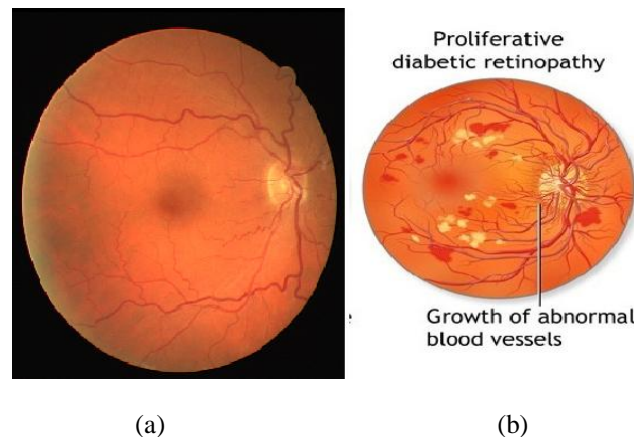 Proliferative
diabetic retinopathy
e
Growth of abnormal
blood vessels
(a)
(b)